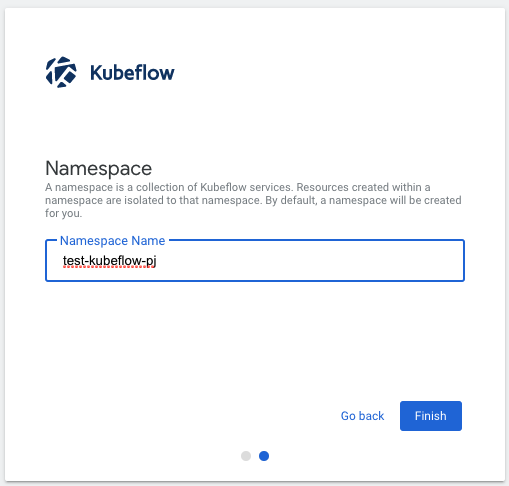 Kubeflow
Namespace
A namespace is a collection of Kubeflow services. Resources created within a
namespace are isolated to that namespace. By default, a namespace will be created
for you.
Namespace Name
test-kubeflow-pj
Go back
Finish